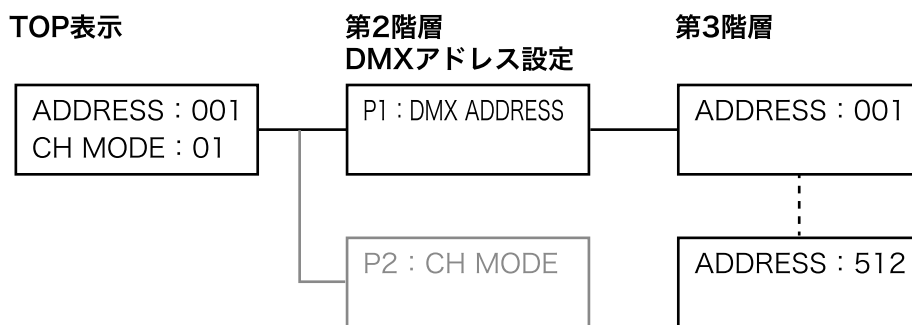 TOP表示
第2階層
DMXアドレス設定
第3階層
ADDRESS：001
CH MODE：01
P1：DMX ADDRESS
ADDRESS：001
P2：CH MODE
ADDRESS：512